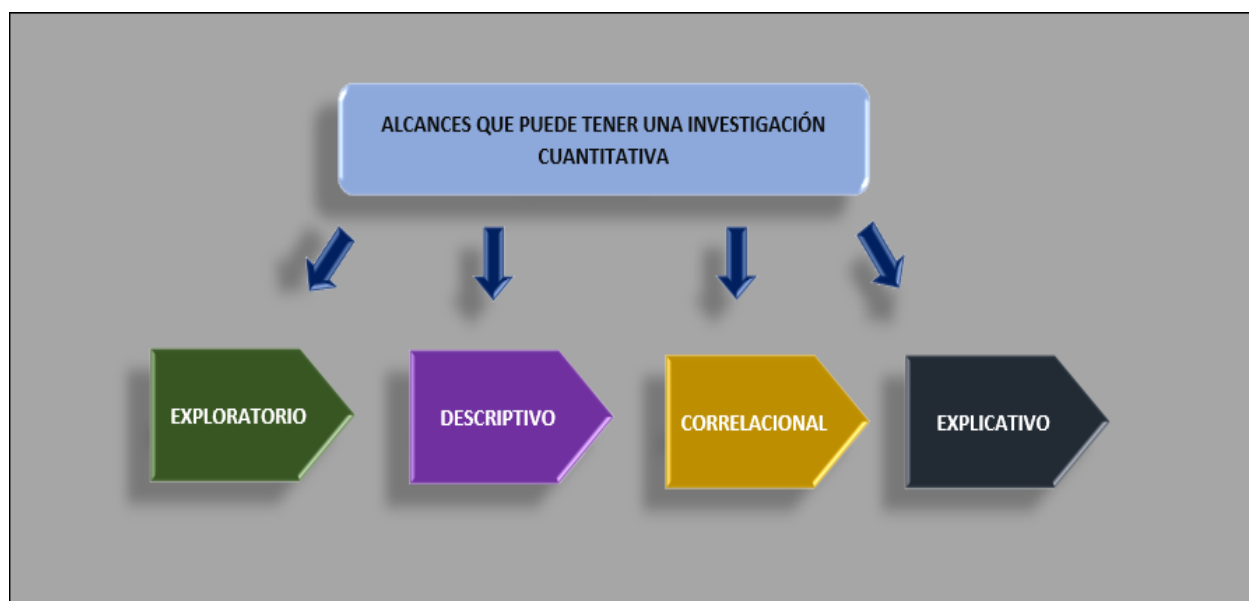 ALCANCES QUE PUEDE TENER UNA INVESTIGACIÓN
CUANTITATIVA
EXPLORATORIO
DESCRIPTIVO
CORRELACIONAL
EXPLICATIVO